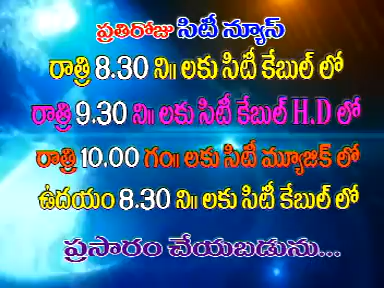 ప్రతిరోజు సిటీ న్యూస్
రాత్రి 8.30 ని॥ లకు సిటీ కేబుల్ లో
రాత్రి 9.30 ని॥ లకు సిటీ కేబుల్ H.D లో
రాత్రి 10.00 గం॥ లకు సిటీ మ్యూజిక్ లో
ఉదయం 8.30 ని॥ లకు సిటీ కేబుల్ లో
ప్రసారం చేయబడును...